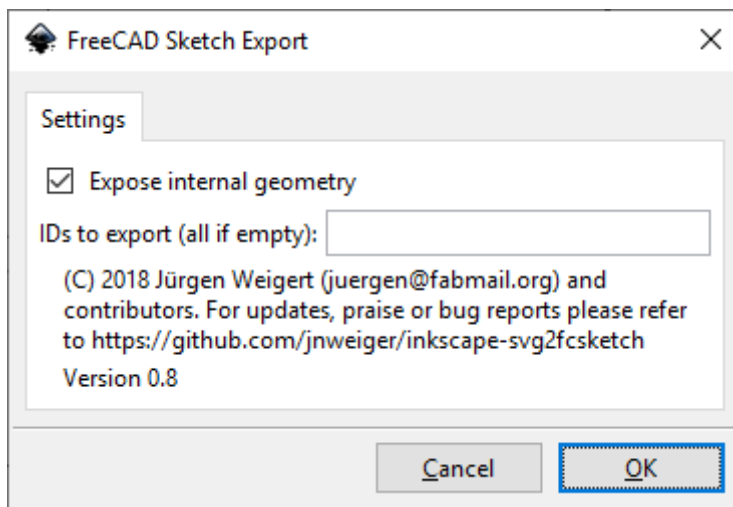 FreeCAD Sketch Export
Settings
Expose internal geometry
IDs to export (all if empty):
(C) 2018 Jürgen Weigert (juergen@fabmail.org) and
contributors. For updates, praise or bug reports please refer
to https://github.com/jnweiger/inkscape-svg2fcsketch
Version 0.8
Cancel
OK